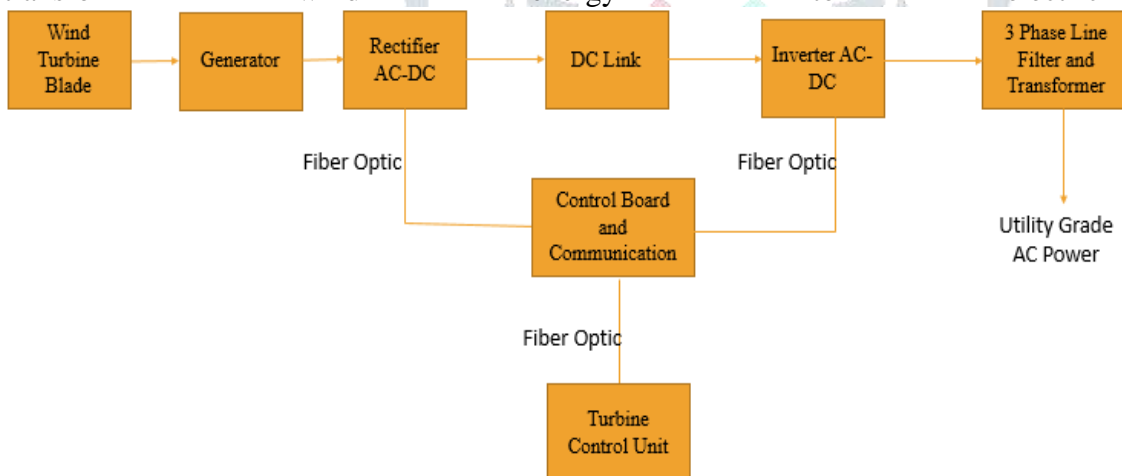 Wind
Turbine
Blade
Generator
Rectifier
AC-DC
DC Link
Inverter AC-
DC
3 Phase Line
Filter and
Transformer
Fiber Optic
Fiber Optic
Control Board
and
Communication
Utility Grade
AC Power
Fiber Optic
Turbine
Control Unit